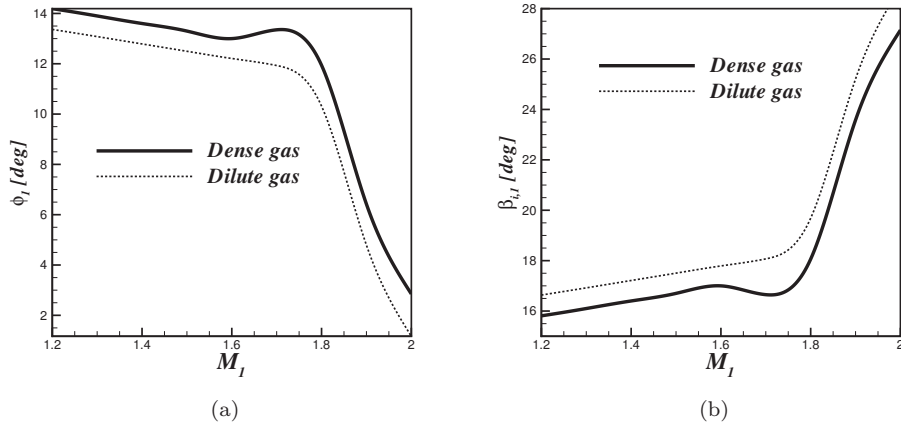 14
12
10
8
6
4
2
ϕ₁ [deg]
Dense gas
Dilute gas
1.2 1.4 1.6 1.8 2
M₁
(a)
28
26
24
22
20
18
16
βᵢ,₁ [deg]
Dense gas
Dilute gas
1.2 1.4 1.6 1.8 2
M₁
(b)